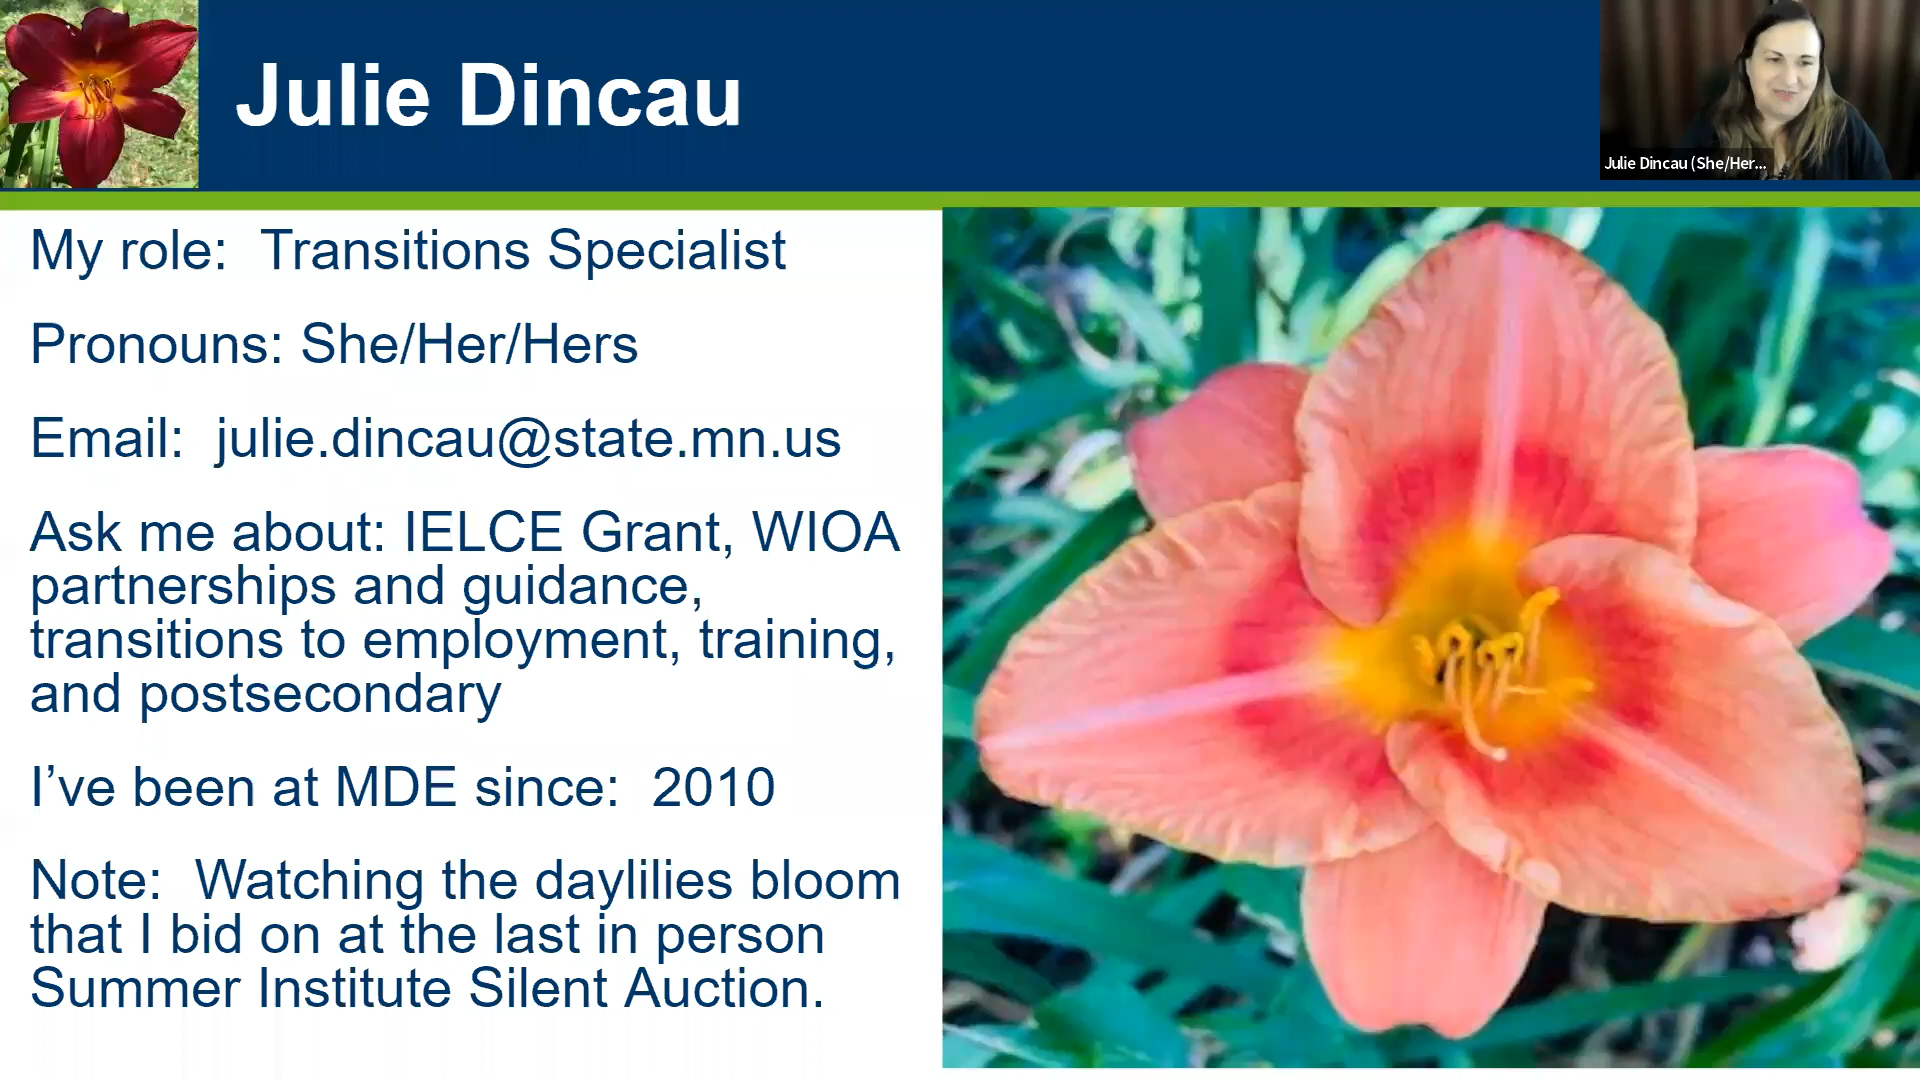 Julie Dincau
Julie Dincau (She/Her...
My role: Transitions Specialist
Pronouns: She/Her/Hers
Email: julie.dincau@state.mn.us
Ask me about: IELCE Grant, WIOA
partnerships and guidance,
transitions to employment, training,
and postsecondary
I’ve been at MDE since: 2010
Note: Watching the daylilies bloom
that I bid on at the last in person
Summer Institute Silent Auction.